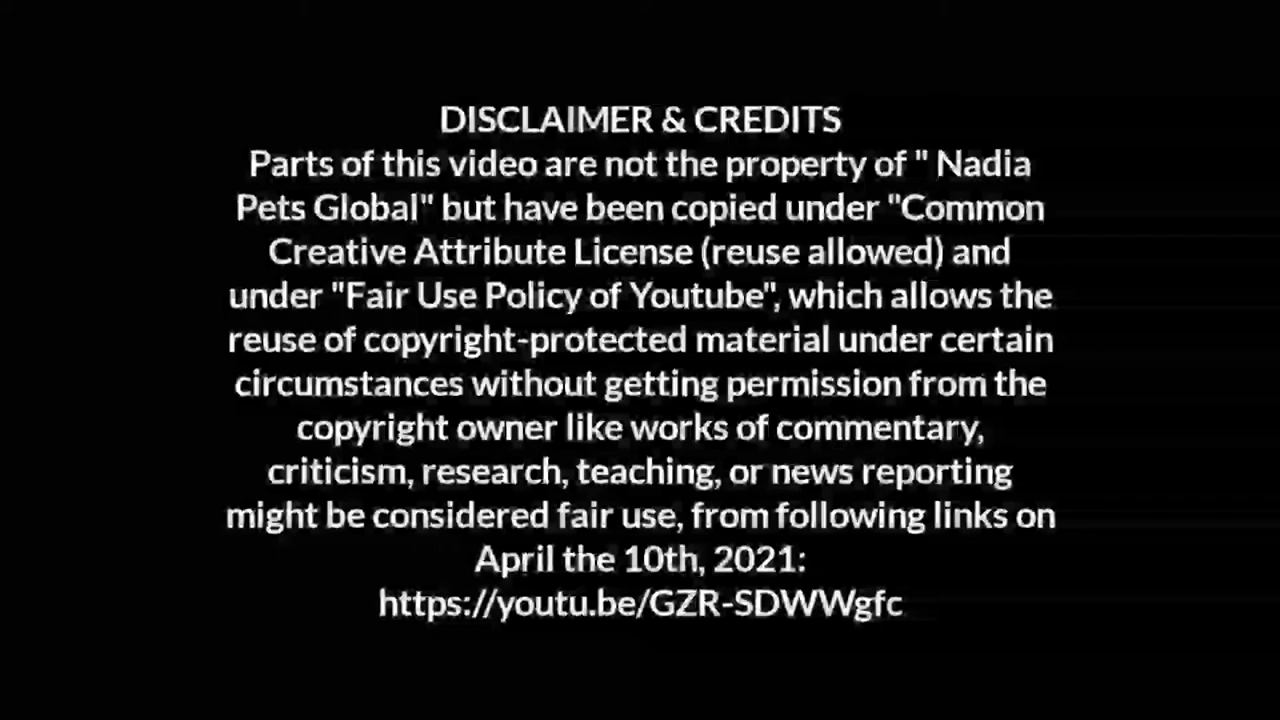 DISCLAIMER & CREDITS
Parts of this video are not the property of " Nadia
Pets Global" but have been copied under "Common
Creative Attribute License (reuse allowed) and
under "Fair Use Policy of Youtube", which allows the
reuse of copyright-protected material under certain
circumstances without getting permission from the
copyright owner like works of commentary,
criticism, research, teaching, or news reporting
might be considered fair use, from following links on
April the 10th, 2021:
https://youtu.be/GZR-SDWWgfc